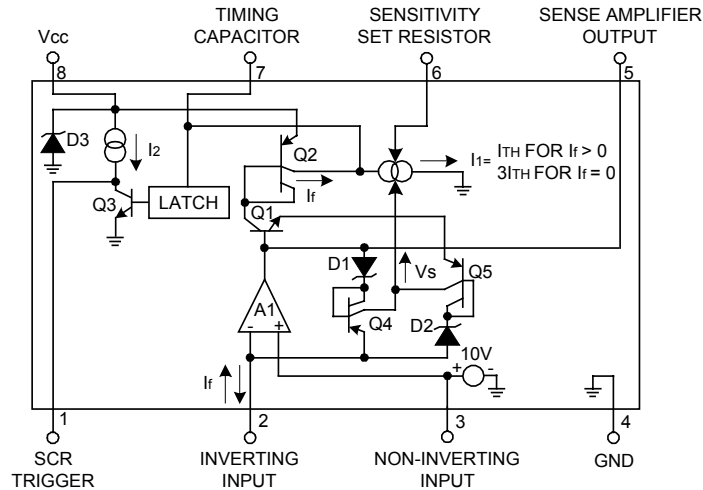 TIMING
CAPACITOR
SENSITIVITY
SET RESISTOR
SENSE AMPLIFIER
OUTPUT
Vcc
8
7
6
5
D3
I2
Q2
If
I1=
ITH FOR If > 0
3ITH FOR If = 0
Q3
LATCH
Q1
D1
Vs
Q5
A1
- +
Q4
D2
10V
+ -
If
1
2
3
4
SCR
TRIGGER
INVERTING
INPUT
NON-INVERTING
INPUT
GND